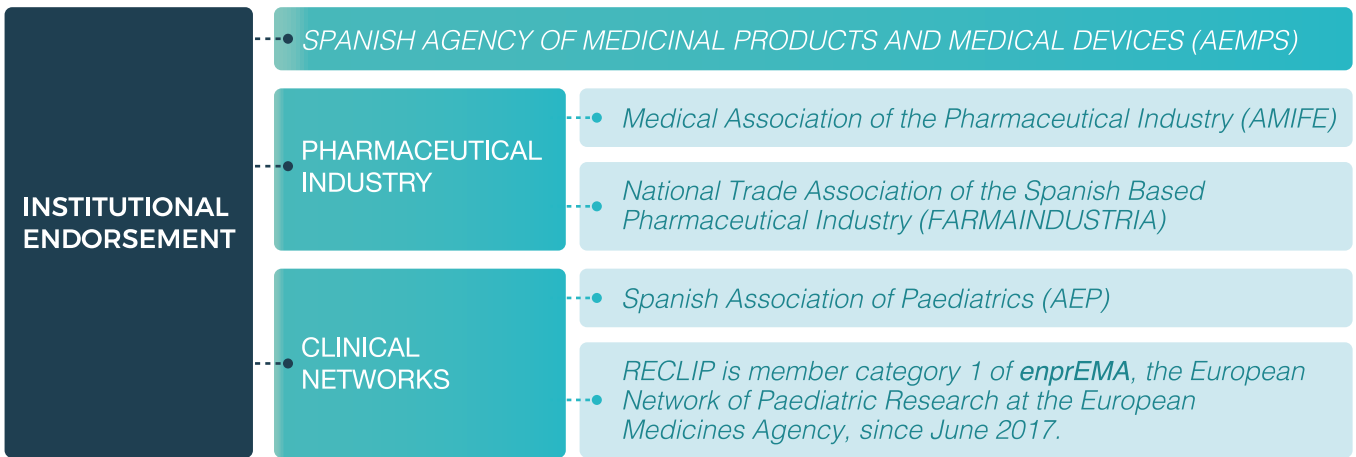 INSTITUTIONAL
ENDORSEMENT
SPANISH AGENCY OF MEDICINAL PRODUCTS AND MEDICAL DEVICES (AEMPS)
PHARMACEUTICAL
INDUSTRY
Medical Association of the Pharmaceutical Industry (AMIFE)
National Trade Association of the Spanish Based
Pharmaceutical Industry (FARMAINDUSTRIA)
CLINICAL
NETWORKS
Spanish Association of Paediatrics (AEP)
RECLIP is member category 1 of enprEMA, the European
Network of Paediatric Research at the European
Medicines Agency, since June 2017.